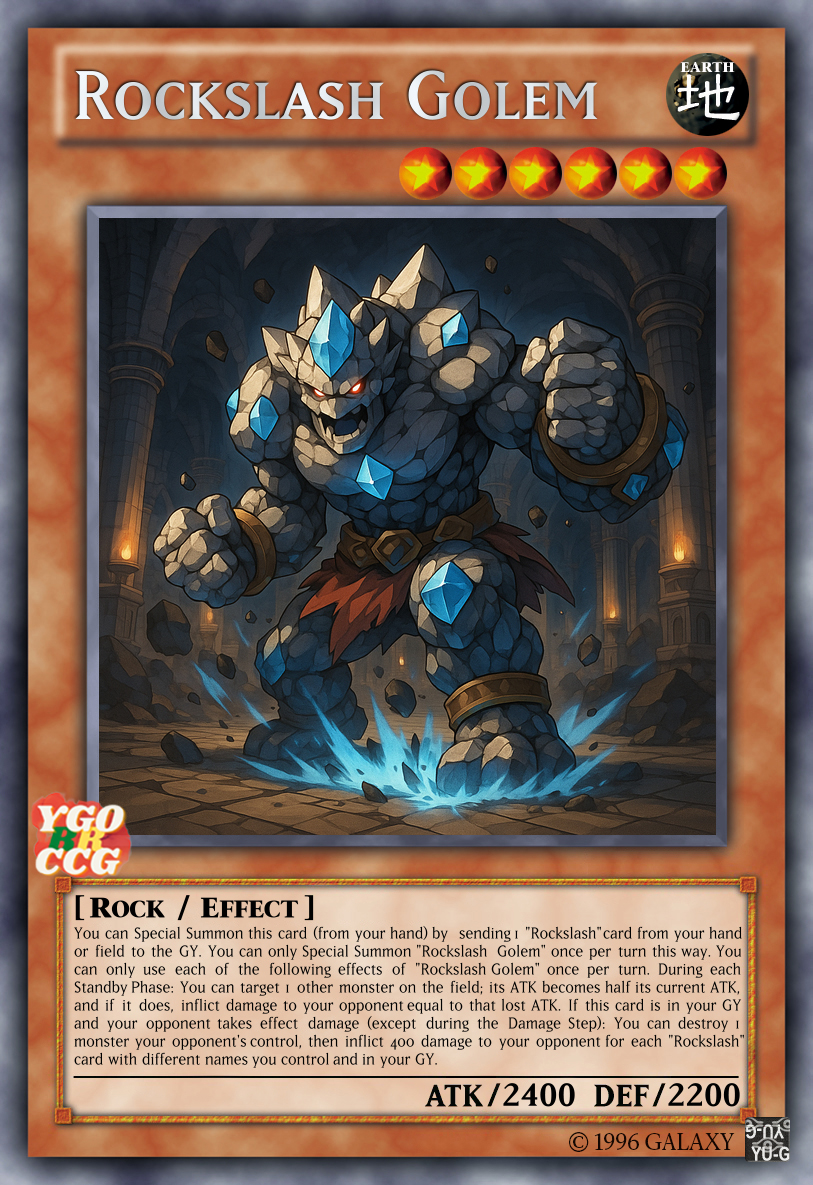 Rockslash Golem
EARTH
地
[ Rock / Effect ]
You can Special Summon this card (from your hand) by sending 1 "Rockslash"card from your hand
or field to the GY. You can only Special Summon "Rockslash Golem" once per turn this way. You
can only use each of the following effects of "Rockslash Golem" once per turn. During each
Standby Phase: You can target 1 other monster on the field; its ATK becomes half its current ATK,
and if it does, inflict damage to your opponent equal to that lost ATK. If this card is in your GY
and your opponent takes effect damage (except during the Damage Step): You can destroy 1
monster your opponent's control, then inflict 400 damage to your opponent for each "Rockslash"
card with different names you control and in your GY.
ATK/2400 DEF/2200
YGO
BR
CCG
© 1996 GALAXY
YU-G
YU-G